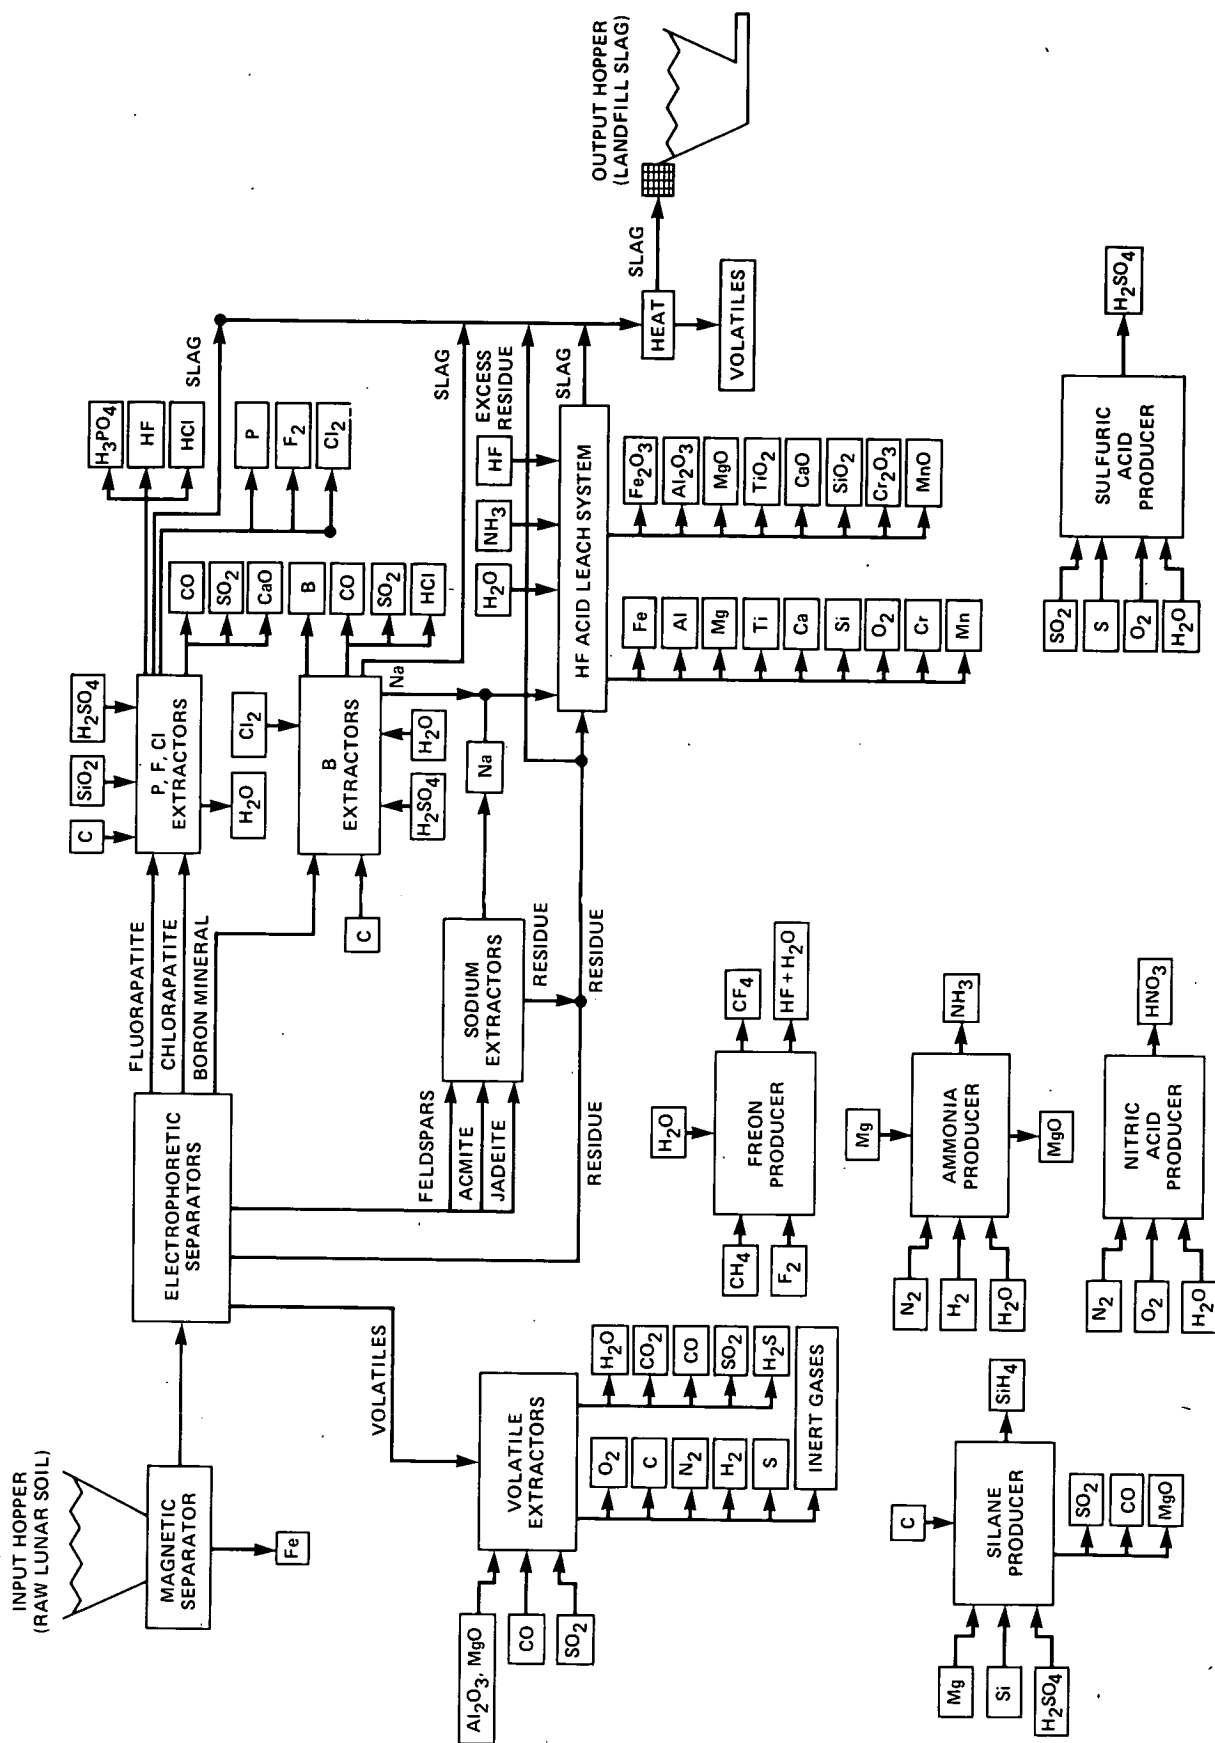 INPUT HOPPER
(RAW LUNAR SOIL)
MAGNETIC
SEPARATOR
Fe
ELECTROPHORETIC
SEPARATORS
FLUORAPATITE
CHLORAPATITE
BORON MINERAL
C
SiO2
H2SO4
P, F, Cl
EXTRACTORS
H2O
H3PO4
HF
HCl
SLAG
P
F2
Cl2
CO
SO2
CaO
B
CO
SO2
HCl
Cl2
B
EXTRACTORS
C
H2SO4
H2O
Na
SLAG
FELDSPARS
ACMITE
JADEITE
SODIUM
EXTRACTORS
Na
RESIDUE
RESIDUE
RESIDUE
EXCESS
RESIDUE
H2O
NH3
HF
HF ACID LEACH SYSTEM
SLAG
Fe
Al
Mg
Ti
Ca
Si
O2
Cr
Mn
Fe2O3
Al2O3
MgO
TiO2
CaO
SiO2
Cr2O3
MnO
HEAT
VOLATILES
SLAG
OUTPUT HOPPER
(LANDFILL SLAG)
VOLATILES
Al2O3, MgO
CO
SO2
VOLATILE
EXTRACTORS
O2
C
N2
H2
S
INERT GASES
H2O
CO2
CO
SO2
H2S
H2O
CH4
F2
FREON
PRODUCER
CF4
HF + H2O
Mg
N2
H2
H2O
AMMONIA
PRODUCER
NH3
MgO
N2
O2
H2O
NITRIC
ACID
PRODUCER
HNO3
C
Mg
Si
H2SO4
SILANE
PRODUCER
SiH4
SO2
CO
MgO
SO2
S
O2
H2O
SULFURIC
ACID
PRODUCER
H2SO4